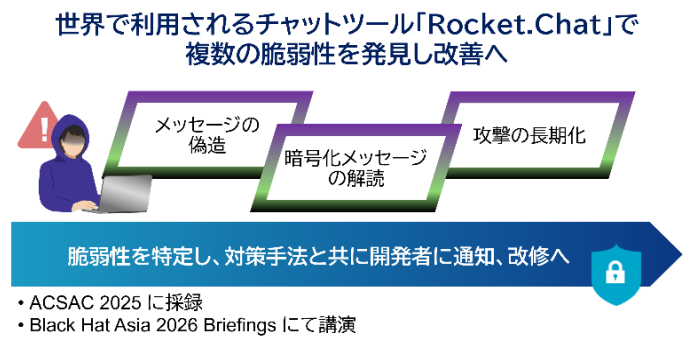 世界で利用されるチャットツール「Rocket.Chat」で
複数の脆弱性を発見し改善へ
メッセージの
偽造
暗号化メッセージ
の解読
攻撃の長期化
脆弱性を特定し、対策手法と共に開発者に通知、改修へ
• ACSAC 2025 に採録
• Black Hat Asia 2026 Briefings にて講演